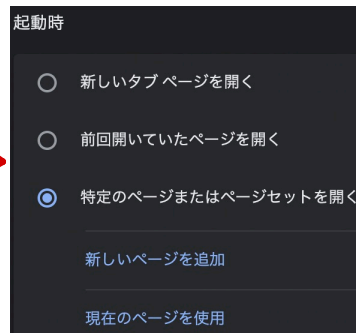 起動時
新しいタブ ページを開く
前回開いていたページを開く
特定のページまたはページセットを開く
新しいページを追加
現在のページを使用